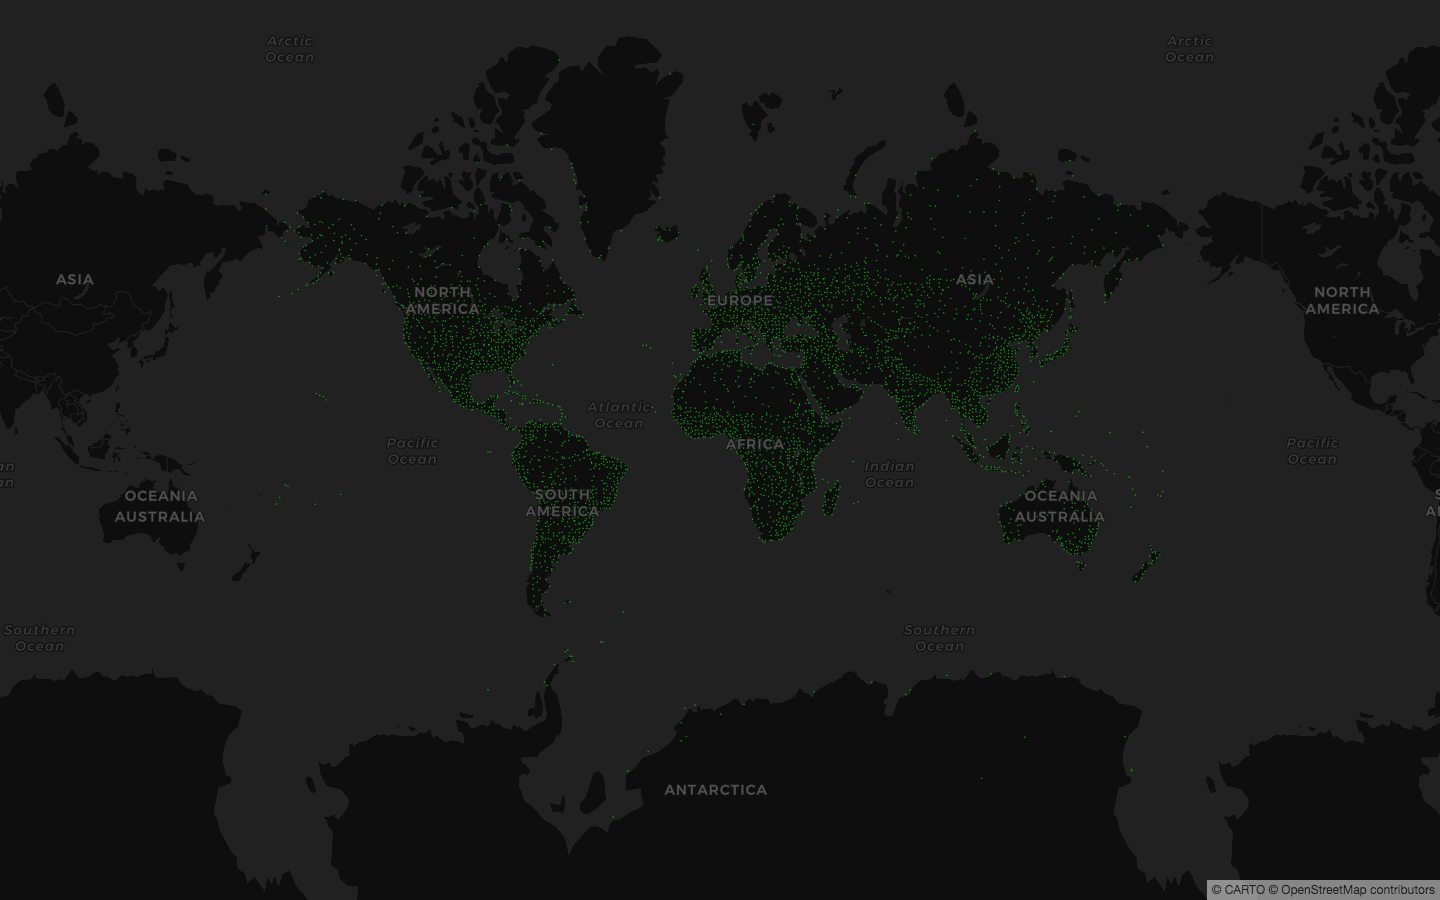 Arctic
Ocean
Arctic
Ocean
ASIA
NORTH
AMERICA
EUROPE
ASIA
NORTH
AMERICA
Atlantic
Ocean
Pacific
Ocean
AFRICA
Pacific
Ocean
an
an
Indian
Ocean
OCEANIA
AUSTRALIA
SOUTH
AMERICA
OCEANIA
AUSTRALIA
S
A
Southern
Ocean
Southern
Ocean
ANTARCTICA
© CARTO © OpenStreetMap contributors